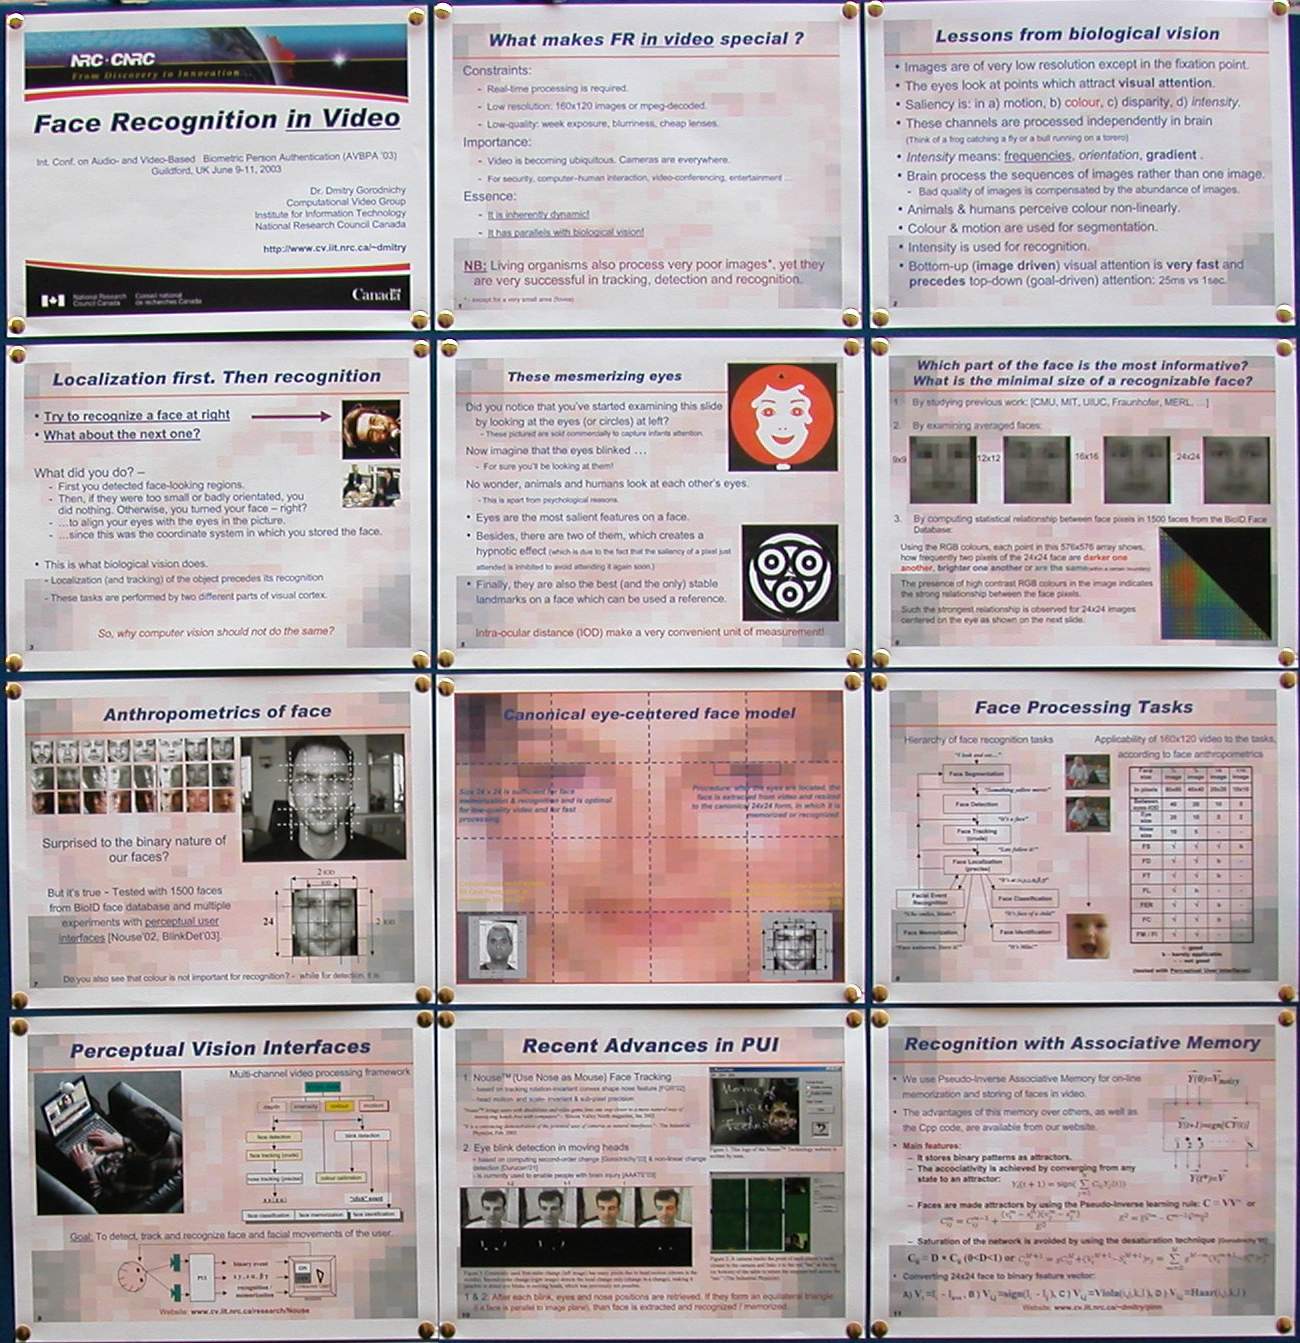 NRC·CNRC
From Discovery to Innovation
Face Recognition in Video
Int. Conf. on Audio- and Video-Based Biometric Person Authentication (AVBPA '03)
Guildford, UK June 9-11, 2003
Dr. Dmitry Gorodnichy
Computational Video Group
Institute for Information Technology
National Research Council Canada
http://www.cv.iit.nrc.ca/~dmitry
National Research Council Canada
Conseil national de recherches Canada
Canada
What makes FR in video special ?
Constraints:
- Real-time processing is required.
- Low resolution: 160x120 images or mpeg-decoded.
- Low-quality: week exposure, blurriness, cheap lenses.
Importance:
- Video is becoming ubiquitous. Cameras are everywhere.
- For security, computer-human interaction, video-conferencing, entertainment ...
Essence:
- It is inherently dynamic!
- It has parallels with biological vision!
NB: Living organisms also process very poor images*, yet they
are very successful in tracking, detection and recognition.
* - except for a very small area (fovea)
1
Lessons from biological vision
• Images are of very low resolution except in the fixation point.
• The eyes look at points which attract visual attention.
• Saliency is: in a) motion, b) colour, c) disparity, d) intensity.
• These channels are processed independently in brain
(Think of a frog catching a fly or a bull running on a torero)
• Intensity means: frequencies, orientation, gradient .
• Brain process the sequences of images rather than one image.
- Bad quality of images is compensated by the abundance of images.
• Animals & humans perceive colour non-linearly.
• Colour & motion are used for segmentation.
• Intensity is used for recognition.
• Bottom-up (image driven) visual attention is very fast and
precedes top-down (goal-driven) attention: 25ms vs 1sec.
2
Localization first. Then recognition
• Try to recognize a face at right
• What about the next one?
What did you do? –
- First you detected face-looking regions.
- Then, if they were too small or badly orientated, you
did nothing. Otherwise, you turned your face – right?
- …to align your eyes with the eyes in the picture.
- …since this was the coordinate system in which you stored the face.
• This is what biological vision does.
- Localization (and tracking) of the object precedes its recognition
- These tasks are performed by two different parts of visual cortex.
So, why computer vision should not do the same?
3
These mesmerizing eyes
Did you notice that you've started examining this slide
by looking at the eyes (or circles) at left?
- These pictured are sold commercially to capture infants attention.
Now imagine that the eyes blinked …
- For sure you'll be looking at them!
No wonder, animals and humans look at each other's eyes.
- This is apart from psychological reasons.
• Eyes are the most salient features on a face.
• Besides, there are two of them, which creates a
hypnotic effect (which is due to the fact that the saliency of a pixel just
attended is inhibited to avoid attending it again soon.)
• Finally, they are also the best (and the only) stable
landmarks on a face which can be used a reference.
Intra-ocular distance (IOD) make a very convenient unit of measurement!
Which part of the face is the most informative?
What is the minimal size of a recognizable face?
1. By studying previous work: [CMU, MIT, UIUC, Fraunhofer, MERL, …]
2. By examining averaged faces:
9x9 12x12 16x16 24x24
3. By computing statistical relationship between face pixels in 1500 faces from the BioID Face
Database:
Using the RGB colours, each point in this 576x576 array shows,
how frequently two pixels of the 24x24 face are darker one
another, brighter one another or are the same
The presence of high contrast RGB colours in the image indicates
the strong relationship between the face pixels.
Such the strongest relationship is observed for 24x24 images
centered on the eye as shown on the next slide.
Anthropometrics of face
Surprised to the binary nature of
our faces?
But it's true - Tested with 1500 faces
from BioID face database and multiple
experiments with perceptual user
interfaces [Nouse'02, BlinkDet'03].
2 IOD
IOD
24
2 IOD
Do you also see that colour is not important for recognition? - while for detection, it is
7
Canonical eye-centered face model
Size 24 x 24 is sufficient for face
memorization & recognition and is optimal
for low-quality video and for fast
processing.
Procedure: after the eyes are located, the
face is extracted from video and resized
to the canonical 24x24 form, in which it is
memorized or recognized.
Face Processing Tasks
Hierarchy of face recognition tasks
Applicability of 160x120 video to the tasks,
according to face anthropometrics
Face Segmentation
"Something yellow moves"
Face Detection
"It's a face"
Face Tracking
(crude)
"Lets follow it!"
Face Localization
(precise)
Facial Event
Recognition
Face Classification
"He smiles, blinks"
"It's face of a child"
Face Memorization
Face Identification
"It's Mila!"
Face size
½ image ¼ image
In pixels 80x80 40x40 20x20 10x10
Between eyes-IOD 40 20 10 5
Eye size 20 10 5 2
Nose size 10 5 - -
FS √ √ √ b
FD √ √ b -
FT √ √ b -
FL √ b - -
FER √ √ b -
FC √ √ b -
FM / FI √ √ - -
√ - good
b - barely applicable
- - not good
(tested with Perceptual User Interfaces)
Perceptual Vision Interfaces
Multi-channel video processing framework
depth intensity colour motion
face detection blink detection
face tracking (crude)
nose tracking (precise) colour calibration
"click" event
face classification face memorization face identification
Goal: To detect, track and recognize face and facial movements of the user.
PUI
binary event
recognition /
memorization
ON
Website: www.cv.iit.nrc.ca/research/Nouse
Recent Advances in PUI
1. Nouse™ (Use Nose as Mouse) Face Tracking
- based on tracking rotation-invariant convex shape nose feature [FGR'02]
- head motion and scale- invariant & sub-pixel precision
2. Eye blink detection in moving heads
- based on computing second-order change [Gorodnichy'03] & non-linear change
detection [Durucan'01]
- is currently used to enable people with brain injury [AAATE'03]
1 & 2: After each blink, eyes and nose positions are retrieved. If they form an equilateral triangle
(i.e face is parallel to image plane), than face is extracted and recognized / memorized.
10
Recognition with Associative Memory
• We use Pseudo-Inverse Associative Memory for on-line
memorization and storing of faces in video.
• The advantages of this memory over others, as well as
the Cpp code, are available from our website.
• Main features:
– It stores binary patterns as attractors.
– The accociativity is achieved by converging from any
state to an attractor:
– Faces are made attractors by using the Pseudo-Inverse learning rule: C = VV⁺ or
– Saturation of the network is avoided by using the desaturation technique
• Converting 24x24 face to binary feature vector:
Website: www.cv.iit.nrc.ca/~dmitry/pinn
11